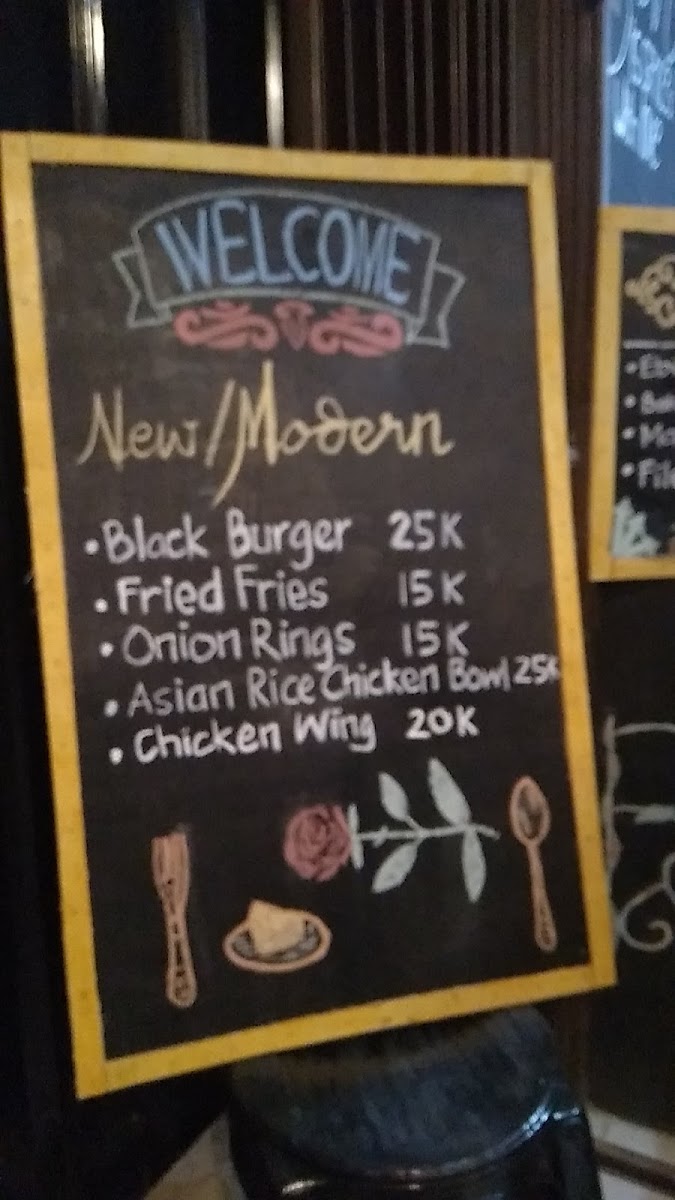 WELCOME
New/Modern
• Black Burger 25K
• Fried Fries 15K
• Onion Rings 15K
• Asian Rice Chicken Bowl 25K
• Chicken Wing 20K